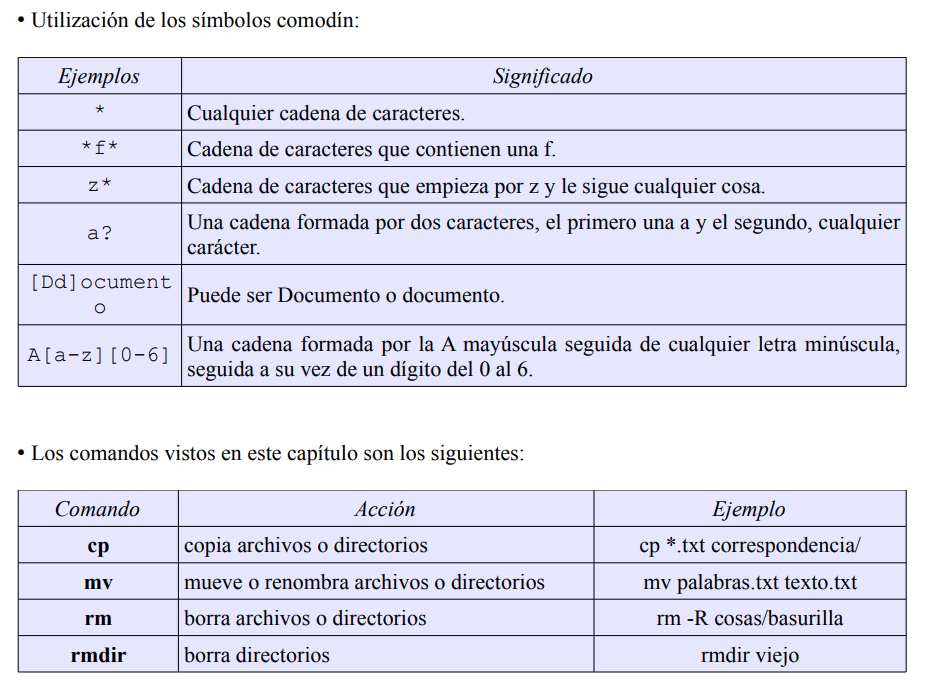 • Utilización de los símbolos comodín:
Ejemplos Significado
* Cualquier cadena de caracteres.
*f* Cadena de caracteres que contienen una f.
z* Cadena de caracteres que empieza por z y le sigue cualquier cosa.
a? Una cadena formada por dos caracteres, el primero una a y el segundo, cualquier
carácter.
[Dd]ocument
o
Puede ser Documento o documento.
A[a-z][0-6] Una cadena formada por la A mayúscula seguida de cualquier letra minúscula,
seguida a su vez de un dígito del 0 al 6.
• Los comandos vistos en este capítulo son los siguientes:
Comando Acción Ejemplo
cp copia archivos o directorios cp *.txt correspondencia/
mv mueve o renombra archivos o directorios mv palabras.txt texto.txt
rm borra archivos o directorios rm -R cosas/basurilla
rmdir borra directorios rmdir viejo